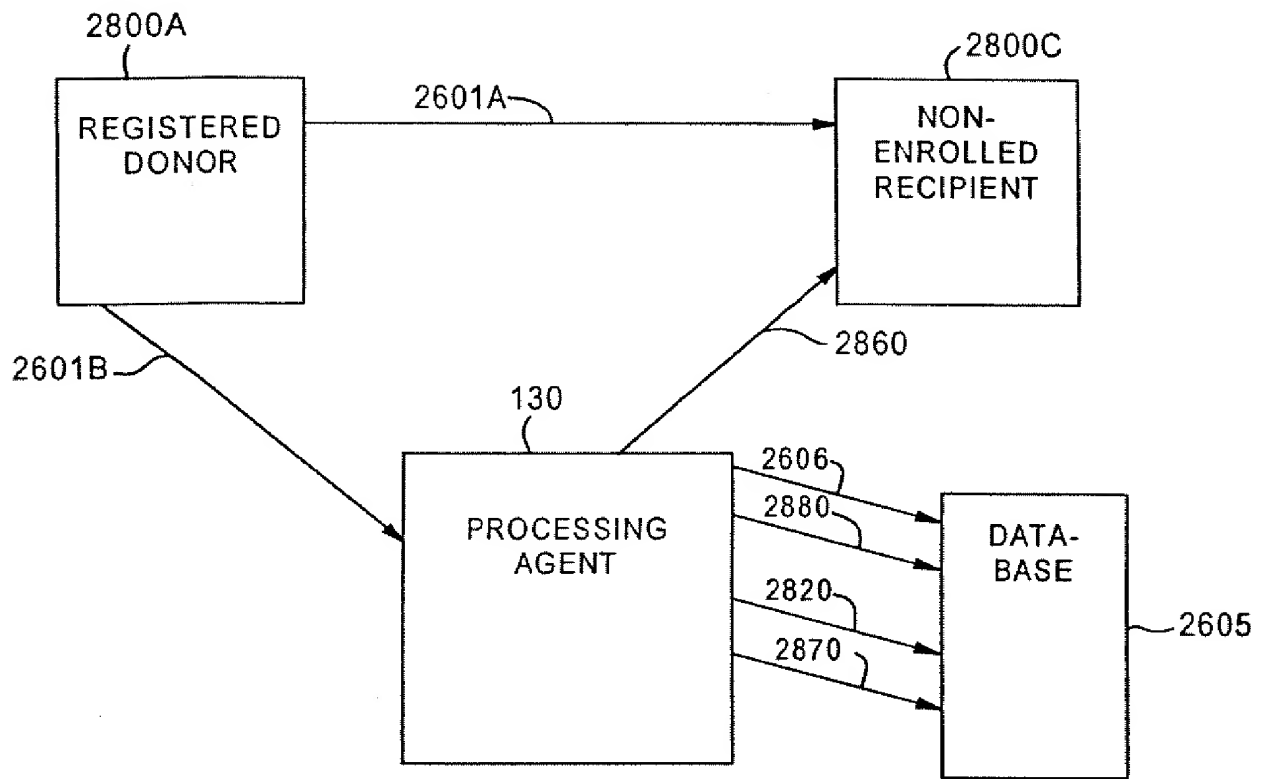 2800A
2800C
REGISTERED
DONOR
2601A
NON-
ENROLLED
RECIPIENT
2601B
2860
130
PROCESSING
AGENT
2606
2880
2820
2870
DATA-
BASE
2605